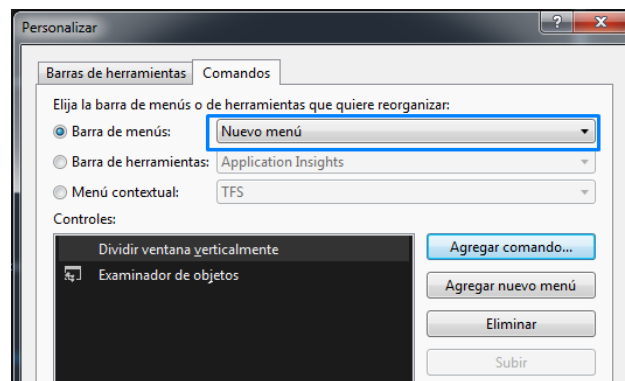 Personalizar
?
Barras de herramientas Comandos
Elija la barra de menús o de herramientas que quiere reorganizar:
Barra de menús: Nuevo menú
Barra de herramientas: Application Insights
Menú contextual: TFS
Controles:
Dividir ventana verticalmente
Examinador de objetos
Agregar comando...
Agregar nuevo menú
Eliminar
Subir